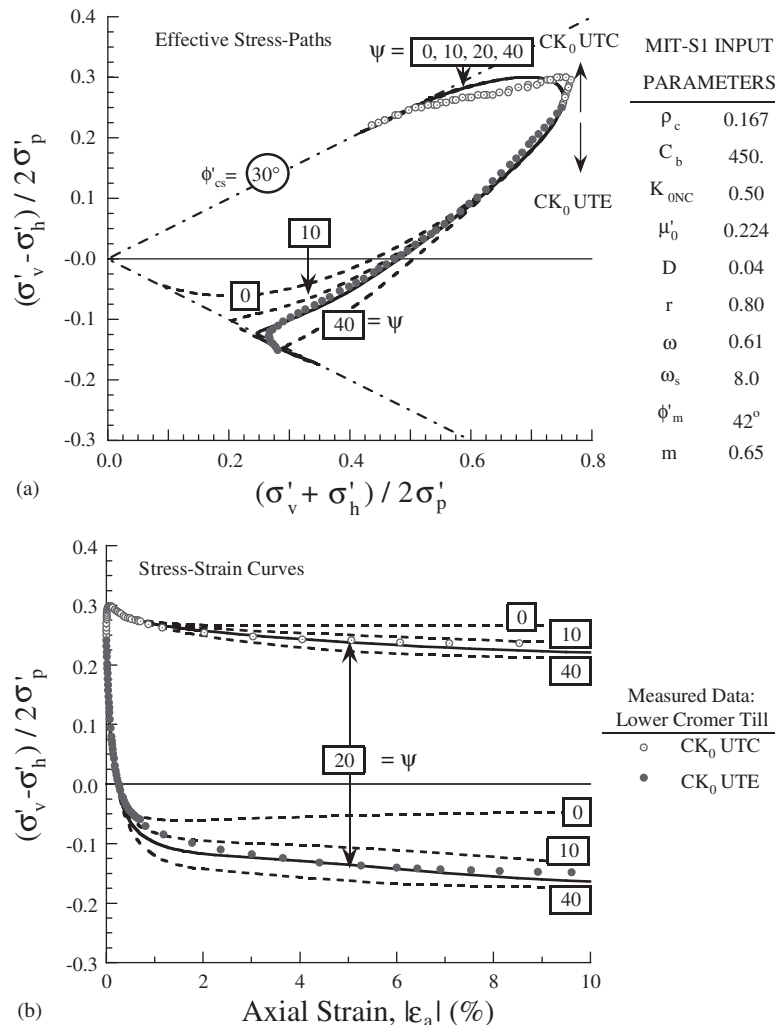 Effective Stress-Paths
ψ = 0, 10, 20, 40
CK₀ UTC
CK₀ UTE
φ'cs= 30°
10
0
40 = ψ
0.4
0.3
0.2
0.1
-0.0
-0.1
-0.2
-0.3
(σ'v-σ'h) / 2σ'p
0.0 0.2 0.4 0.6 0.8
(σ'v + σ'h) / 2σ'p
(a)
MIT-S1 INPUT
PARAMETERS
ρc 0.167
Cb 450.
K0NC 0.50
μ'0 0.224
D 0.04
r 0.80
ω 0.61
ωs 8.0
φ'm 42°
m 0.65
Stress-Strain Curves
0
10
40
20 = ψ
0
10
40
0.4
0.3
0.2
0.1
0.0
-0.1
-0.2
-0.3
(σ'v-σ'h) / 2σ'p
0 2 4 6 8 10
Axial Strain, |εa| (%)
(b)
Measured Data:
Lower Cromer Till
CK₀ UTC
CK₀ UTE